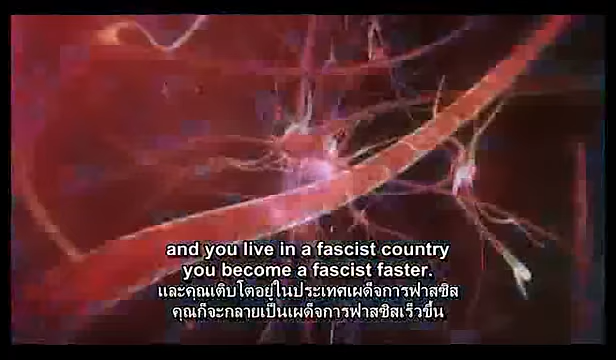 and you live in a fascist country
you become a fascist faster.
และคุณเติบโตอยู่ในประเทศเผด็จการฟาสซิส
คุณก็จะกลายเป็นเผด็จการฟาสซิสเร็วขึ้น